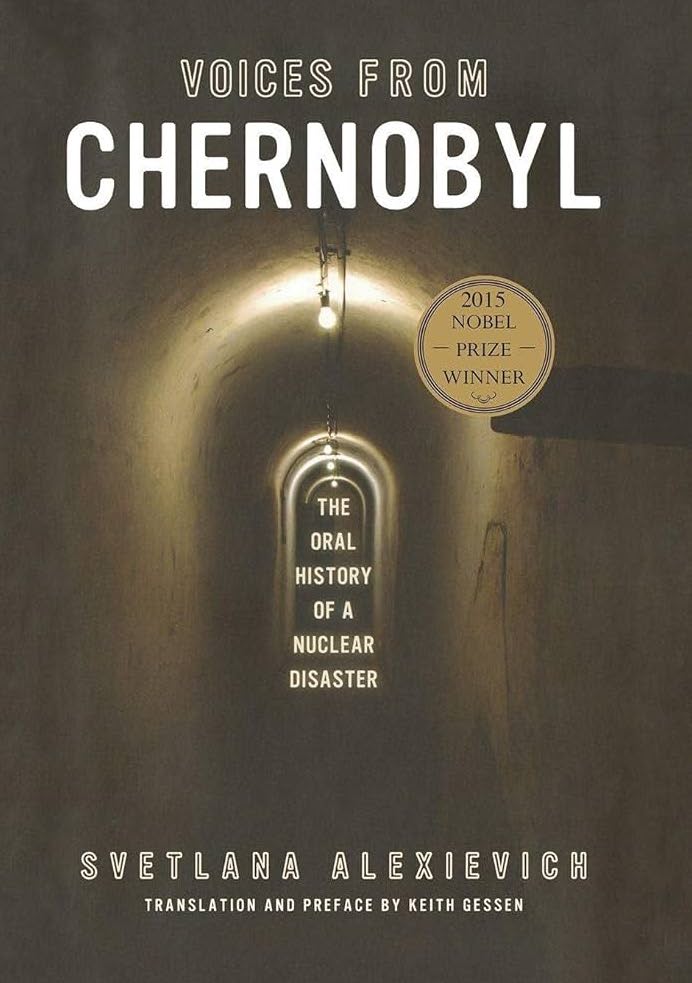 VOICES FROM
CHERNOBYL
2015
NOBEL
— PRIZE —
WINNER
THE
ORAL
HISTORY
OF A
NUCLEAR
DISASTER
SVETLANA ALEXIEVICH
TRANSLATION AND PREFACE BY KEITH GESSEN